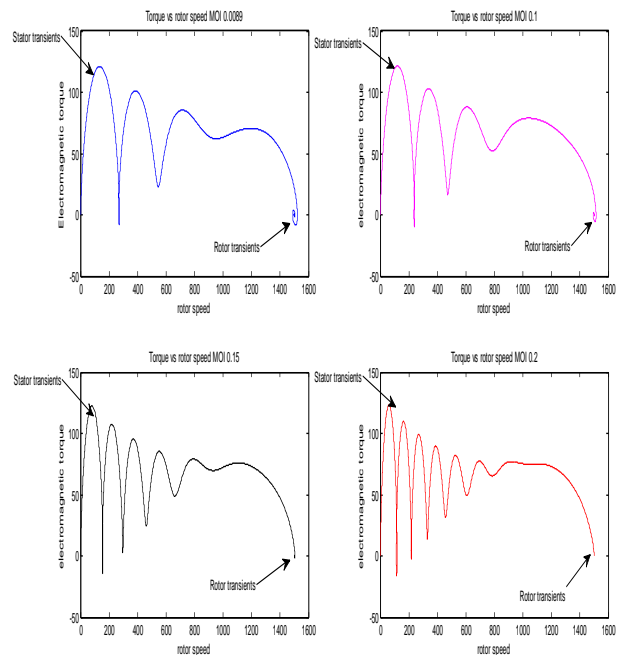 Torque vs rotor speed MOI 0.0089
Stator transients
150
100
50
0
-50
Electromagnetic torque
Rotor transients
0 200 400 600 800 1000 1200 1400 1600
rotor speed
Torque vs rotor speed MOI 0.1
Stator transients
150
100
50
0
-50
electromagnetic torque
Rotor transients
0 200 400 600 800 1000 1200 1400 1600
rotor speed
Torque vs rotor speed MOI 0.15
Stator transients
150
100
50
0
-50
electromagnetic torque
Rotor transients
0 200 400 600 800 1000 1200 1400 1600
rotor speed
Torque vs rotor speed MOI 0.2
Stator transients
150
100
50
0
-50
electromagnetic torque
Rotor transients
0 200 400 600 800 1000 1200 1400 1600
rotor speed